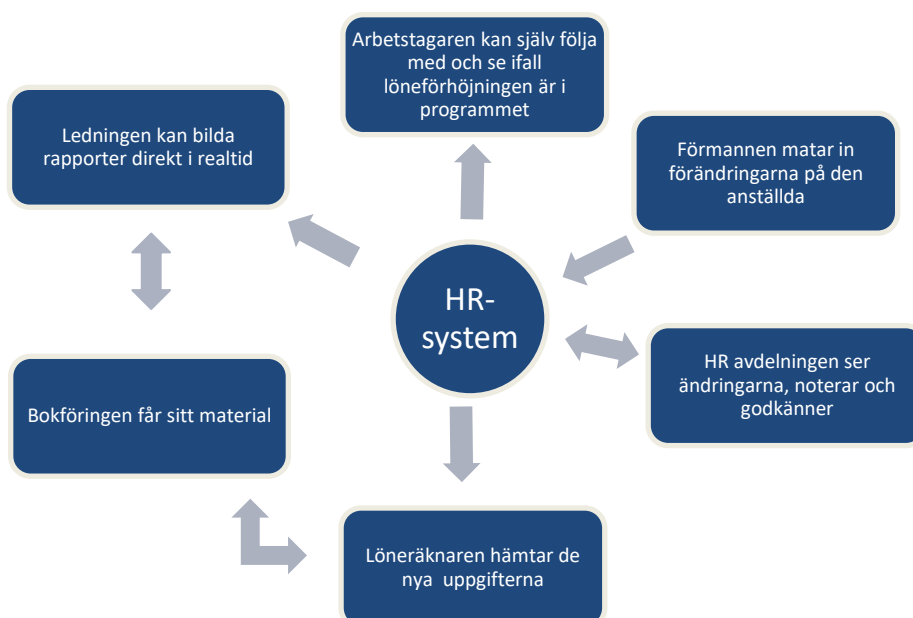 Arbetstagaren kan själv följa
med och se ifall
löneförhöjningen är i
programmet
Ledningen kan bilda
rapporter direkt i realtid
Förmannen matar in
förändringarna på den
anställda
HR-
system
HR avdelningen ser
ändringarna, noterar och
godkänner
Bokföringen får sitt material
Löneräknaren hämtar de
nya uppgifterna